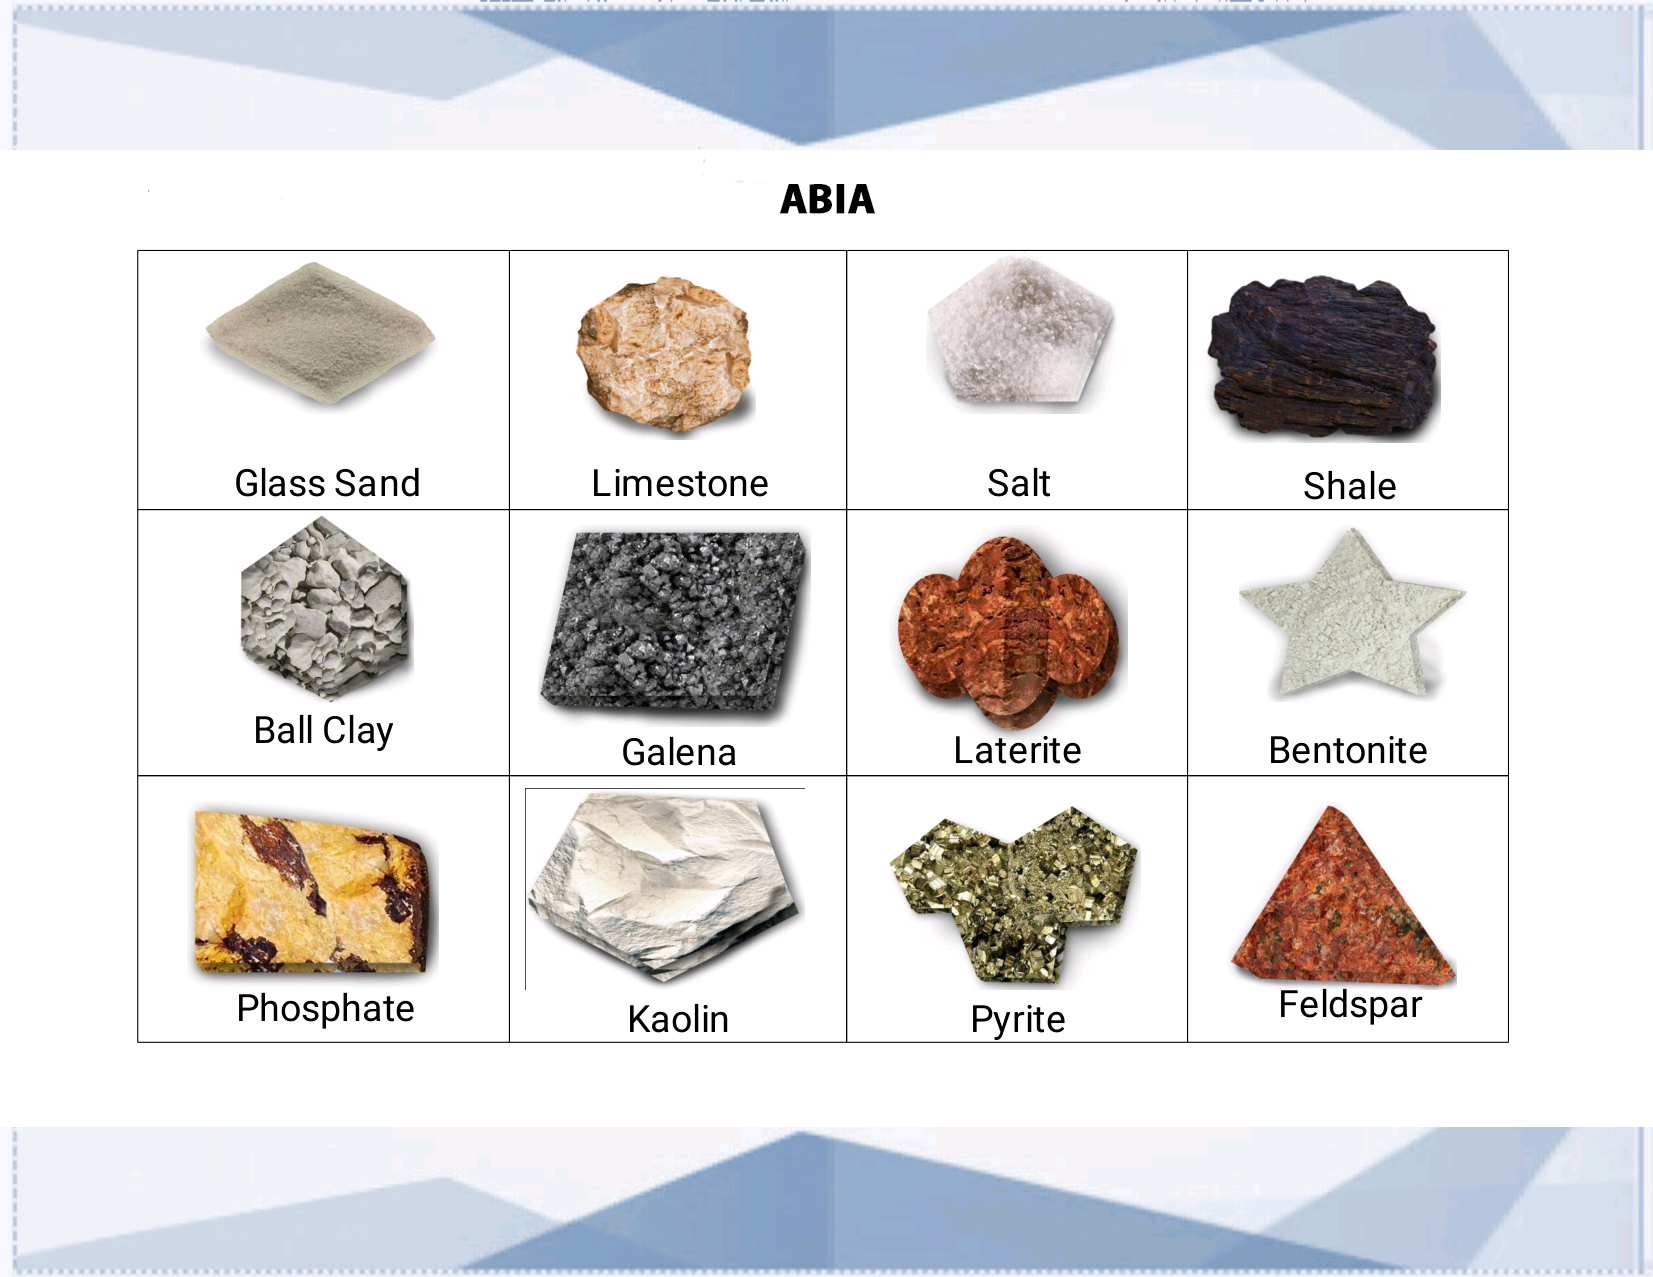 ABIA
Glass Sand
Limestone
Salt
Shale
Ball Clay
Galena
Laterite
Bentonite
Phosphate
Kaolin
Pyrite
Feldspar